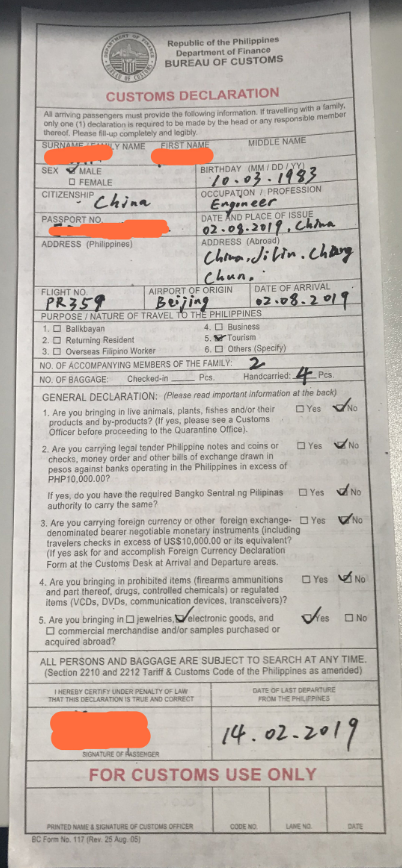 Republic of the Philippines
Department of Finance
BUREAU OF CUSTOMS
CUSTOMS DECLARATION
All arriving passengers must provide the following information. If travelling with a family,
only one (1) declaration is required to be made by the head or any responsible member
thereof. Please fill-up completely and legibly.
SURNAME/FAMILY NAME FIRST NAME MIDDLE NAME
SEX ☑ MALE
☐ FEMALE
BIRTHDAY (MM / DD / YY)
10.03.1983
CITIZENSHIP
China
OCCUPATION / PROFESSION
Engoneer
PASSPORT NO.
DATE AND PLACE OF ISSUE
02.08.2019, China
ADDRESS (Philippines)
ADDRESS (Abroad)
China, Jilin. Chang
Chun.
FLIGHT NO. AIRPORT OF ORIGIN DATE OF ARRIVAL
PR359 Beijing 02.08.2019
PURPOSE / NATURE OF TRAVEL TO THE PHILIPPINES
1. ☐ Balikbayan 4. ☐ Business
2. ☐ Returning Resident 5. ☑ Tourism
3. ☐ Overseas Filipino Worker 6. ☐ Others (Specify)
NO. OF ACCOMPANYING MEMBERS OF THE FAMILY: 2
NO. OF BAGGAGE: Checked-in ____ Pcs. Handcarried: 4 Pcs.
GENERAL DECLARATION: (Please read important information at the back)
1. Are you bringing in live animals, plants, fishes and/or their ☐ Yes ☑ No
products and by-products? (If yes, please see a Customs
Officer before proceeding to the Quarantine Office).
2. Are you carrying legal tender Philippine notes and coins or ☐ Yes ☑ No
checks, money order and other bills of exchange drawn in
pesos against banks operating in the Philippines in excess of
PHP10,000.00?
If yes, do you have the required Bangko Sentral ng Pilipinas ☐ Yes ☑ No
authority to carry the same?
3. Are you carrying foreign currency or other foreign exchange- ☐ Yes ☑ No
denominated bearer negotiable monetary instruments (including
travelers checks in excess of US$10,000.00 or its equivalent?
(If yes ask for and accomplish Foreign Currency Declaration
Form at the Customs Desk at Arrival and Departure areas.
4. Are you bringing in prohibited items (firearms ammunitions ☐ Yes ☑ No
and part thereof, drugs, controlled chemicals) or regulated
items (VCDs, DVDs, communication devices, transceivers)?
5. Are you bringing in ☐ jewelries, ☑ electronic goods, and ☑ Yes ☐ No
☐ commercial merchandise and/or samples purchased or
acquired abroad?
ALL PERSONS AND BAGGAGE ARE SUBJECT TO SEARCH AT ANY TIME.
(Section 2210 and 2212 Tariff & Customs Code of the Philippines as amended)
I HEREBY CERTIFY UNDER PENALTY OF LAW
THAT THIS DECLARATION IS TRUE AND CORRECT
DATE OF LAST DEPARTURE
FROM THE PHILIPPINES
14.02.2019
SIGNATURE OF PASSENGER
FOR CUSTOMS USE ONLY
PRINTED NAME & SIGNATURE OF CUSTOMS OFFICER CODE NO. LANE NO. DATE
BC Form No. 117 (Rev. 25 Aug. 05)